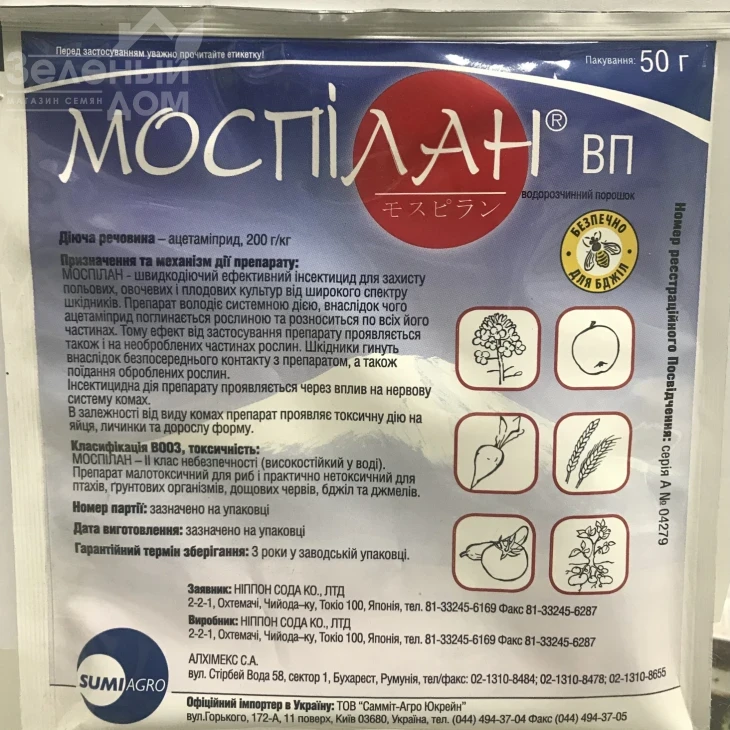 Перед застосуванням уважно прочитайте етикетку!
Пакування: 50 г
Зеленый
МАГАЗИН СЕМЯН
ДОМ
МОСПІЛАН® ВП
водорозчинний порошок
モスピラン
Діюча речовина – ацетаміприд, 200 г/кг
БЕЗПЕЧНО
ДЛЯ БДЖІЛ
Призначення та механізм дії препарату:
МОСПІЛАН - швидкодіючий ефективний інсектицид для захисту
польових, овочевих і плодових культур від широкого спектру
шкідників. Препарат володіє системною дією, внаслідок чого
ацетаміприд поглинається рослиною та розноситься по всіх його
частинах. Тому ефект від застосування препарату проявляється
також і на необроблених частинах рослин. Шкідники гинуть
внаслідок безпосереднього контакту з препаратом, а також
поїдання оброблених рослин.
Інсектицидна дія препарату проявляється через вплив на нервову
систему комах.
В залежності від виду комах препарат проявляє токсичну дію на
яйця, личинки та дорослу форму.
Класифікація ВООЗ, токсичність:
МОСПІЛАН – ІІ клас небезпечності (високостійкий у воді).
Препарат малотоксичний для риб і практично нетоксичний для
птахів, ґрунтових організмів, дощових червів, бджіл та джмелів.
Номер партії: зазначено на упаковці
Дата виготовлення: зазначено на упаковці
Гарантійний термін зберігання: 3 роки у заводській упаковці.
Номер реєстраційного Посвідчення: серія А № 04279
Заявник: НІППОН СОДА КО., ЛТД
2-2-1, Охтемачі, Чийода–ку, Токіо 100, Японія, тел. 81-33245-6169 Факс 81-33245-6287
Виробник: НІППОН СОДА КО., ЛТД
2-2-1, Охтемачі, Чийода–ку, Токіо 100, Японія, тел. 81-33245-6169 Факс 81-33245-6287
АЛХІМЕКС С.А.
вул. Стірбей Вода 58, сектор 1, Бухарест, Румунія, тел/факс: 02-1310-8484; 02-1310-8478; 02-1310-8655
SUMIAGRO
Офіційний імпортер в Україну: ТОВ "Самміт-Агро Юкрейн"
вул.Горького, 172-А, 11 поверх, Київ 03680, Україна, тел. (044) 494-37-04 Факс (044) 494-37-05